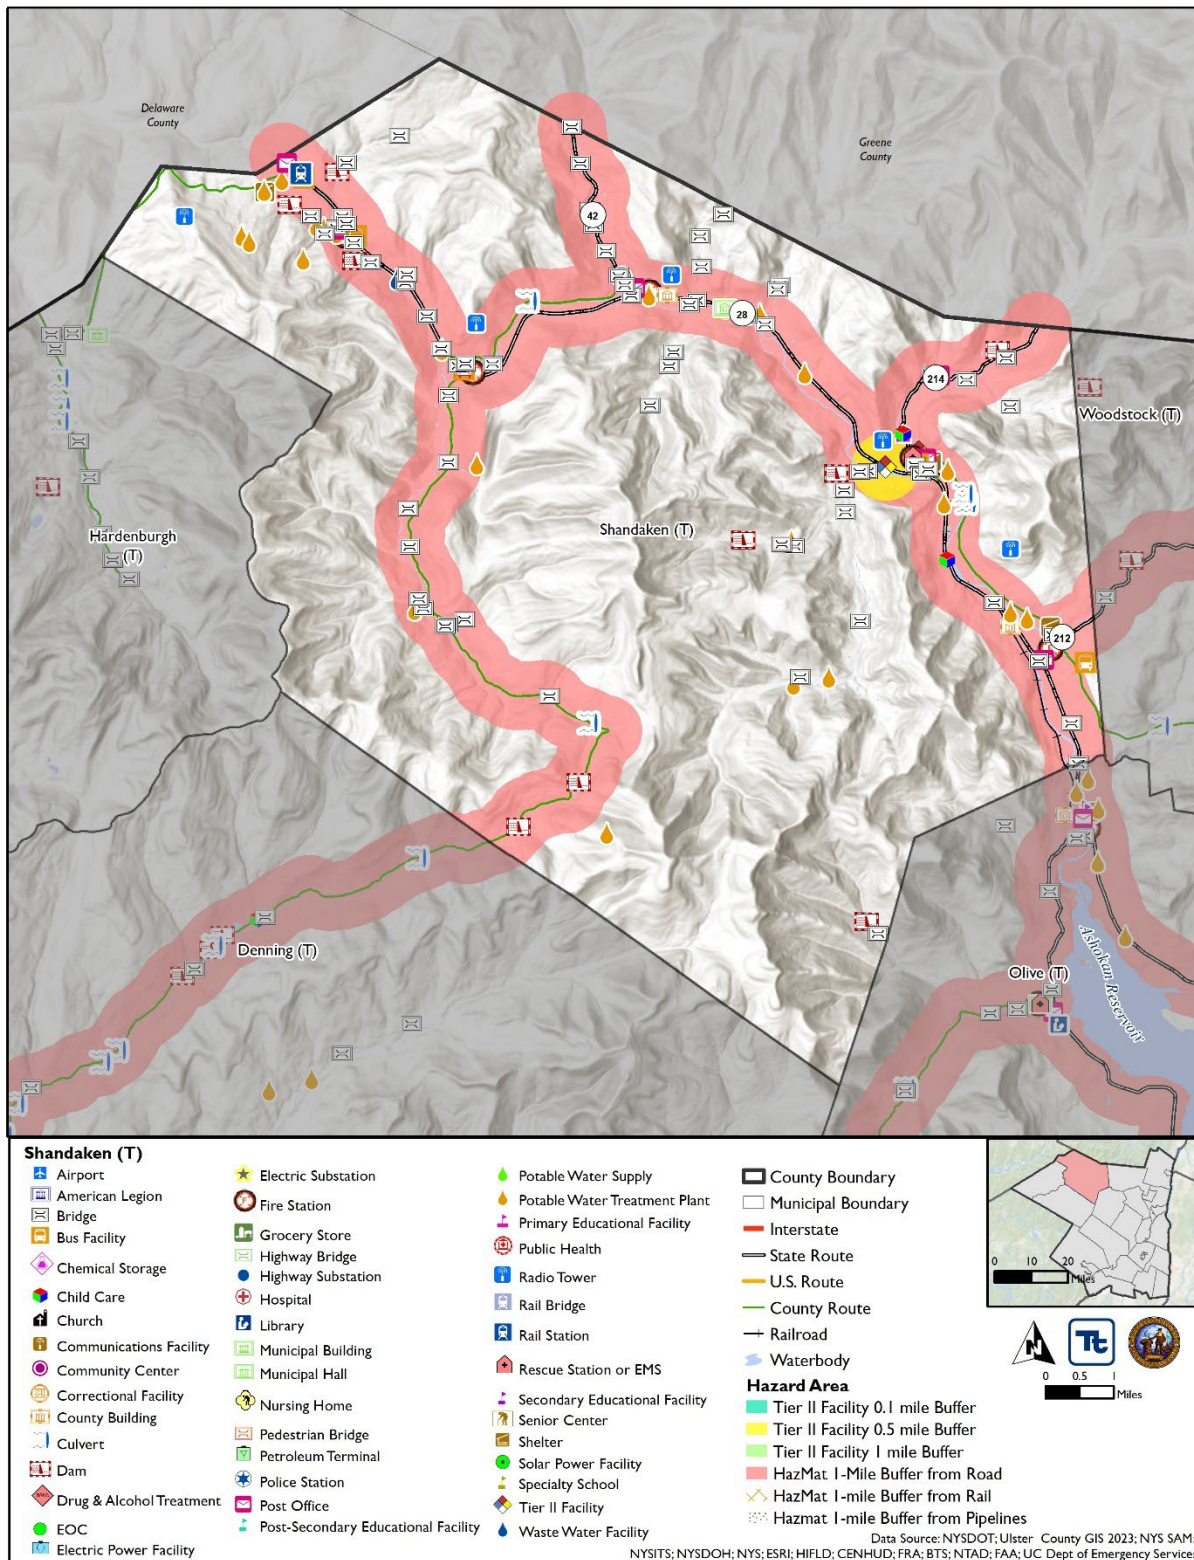 Delaware
County
Greene
County
42
28
214
Woodstock (T)
Hardenburgh
(T)
Shandaken (T)
212
Denning (T)
Olive (T)
Ashokan Reservoir
Shandaken (T)
Airport
American Legion
Bridge
Bus Facility
Chemical Storage
Child Care
Church
Communications Facility
Community Center
Correctional Facility
County Building
Culvert
Dam
Drug & Alcohol Treatment
EOC
Electric Power Facility
Electric Substation
Fire Station
Grocery Store
Highway Bridge
Highway Substation
Hospital
Library
Municipal Building
Municipal Hall
Nursing Home
Pedestrian Bridge
Petroleum Terminal
Police Station
Post Office
Post-Secondary Educational Facility
Potable Water Supply
Potable Water Treatment Plant
Primary Educational Facility
Public Health
Radio Tower
Rail Bridge
Rail Station
Rescue Station or EMS
Secondary Educational Facility
Senior Center
Shelter
Solar Power Facility
Specialty School
Tier II Facility
Waste Water Facility
County Boundary
Municipal Boundary
Interstate
State Route
U.S. Route
County Route
Railroad
Waterbody
Hazard Area
Tier II Facility 0.1 mile Buffer
Tier II Facility 0.5 mile Buffer
Tier II Facility 1 mile Buffer
HazMat 1-Mile Buffer from Road
HazMat 1-mile Buffer from Rail
Hazmat 1-mile Buffer from Pipelines
0 10 20
Miles
N
Tt
0 0.5 1
Miles
Data Source: NYSDOT; Ulster County GIS 2023; NYS SAM;
NYSITS; NYSDOH; NYS; ESRI; HIFLD; CENHUD; FRA; BTS; NTAD; FAA; UC Dept of Emergency Services